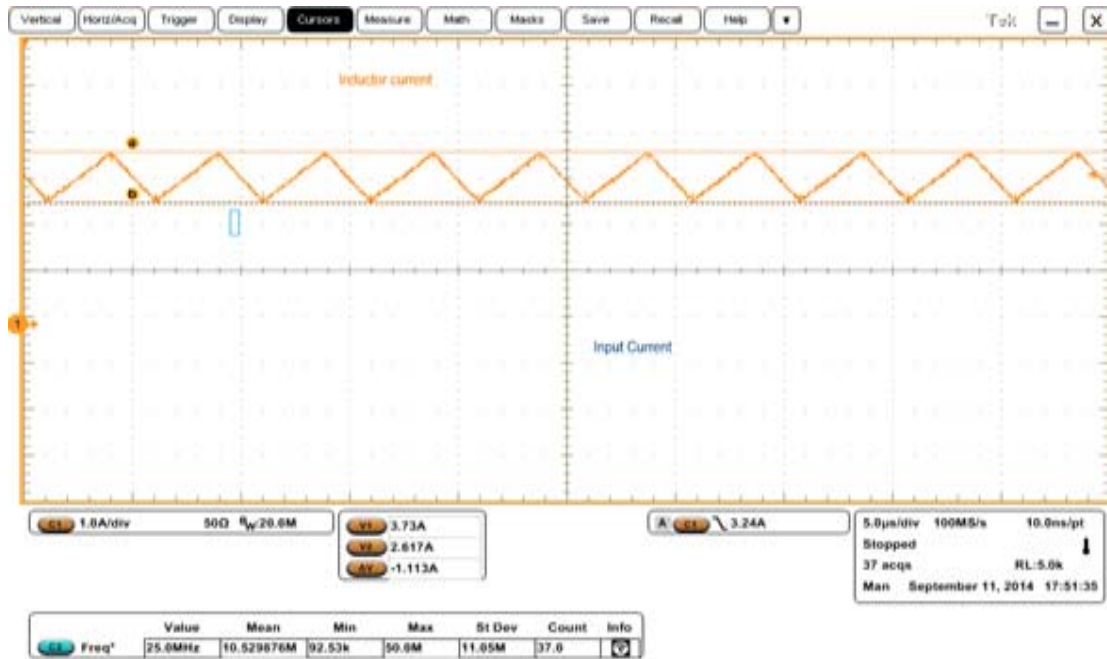 Vertical Horiz/Acq Trigger Display Cursors Measure Math Masks Save Recall Help Tek X
Inductor current
a
b
1
Input Current
C1 1.0A/div 50Ω BW:20.0M
V1 3.73A
V2 2.617A
ΔV -1.113A
A' C1 3.24A
5.0µs/div 100MS/s 10.0ns/pt
Stopped
37 acqs RL:5.0k
Man September 11, 2014 17:51:35
Value Mean Min Max St Dev Count Info
Freq* 25.0MHz 10.529876M 92.53k 50.0M 11.05M 37.0